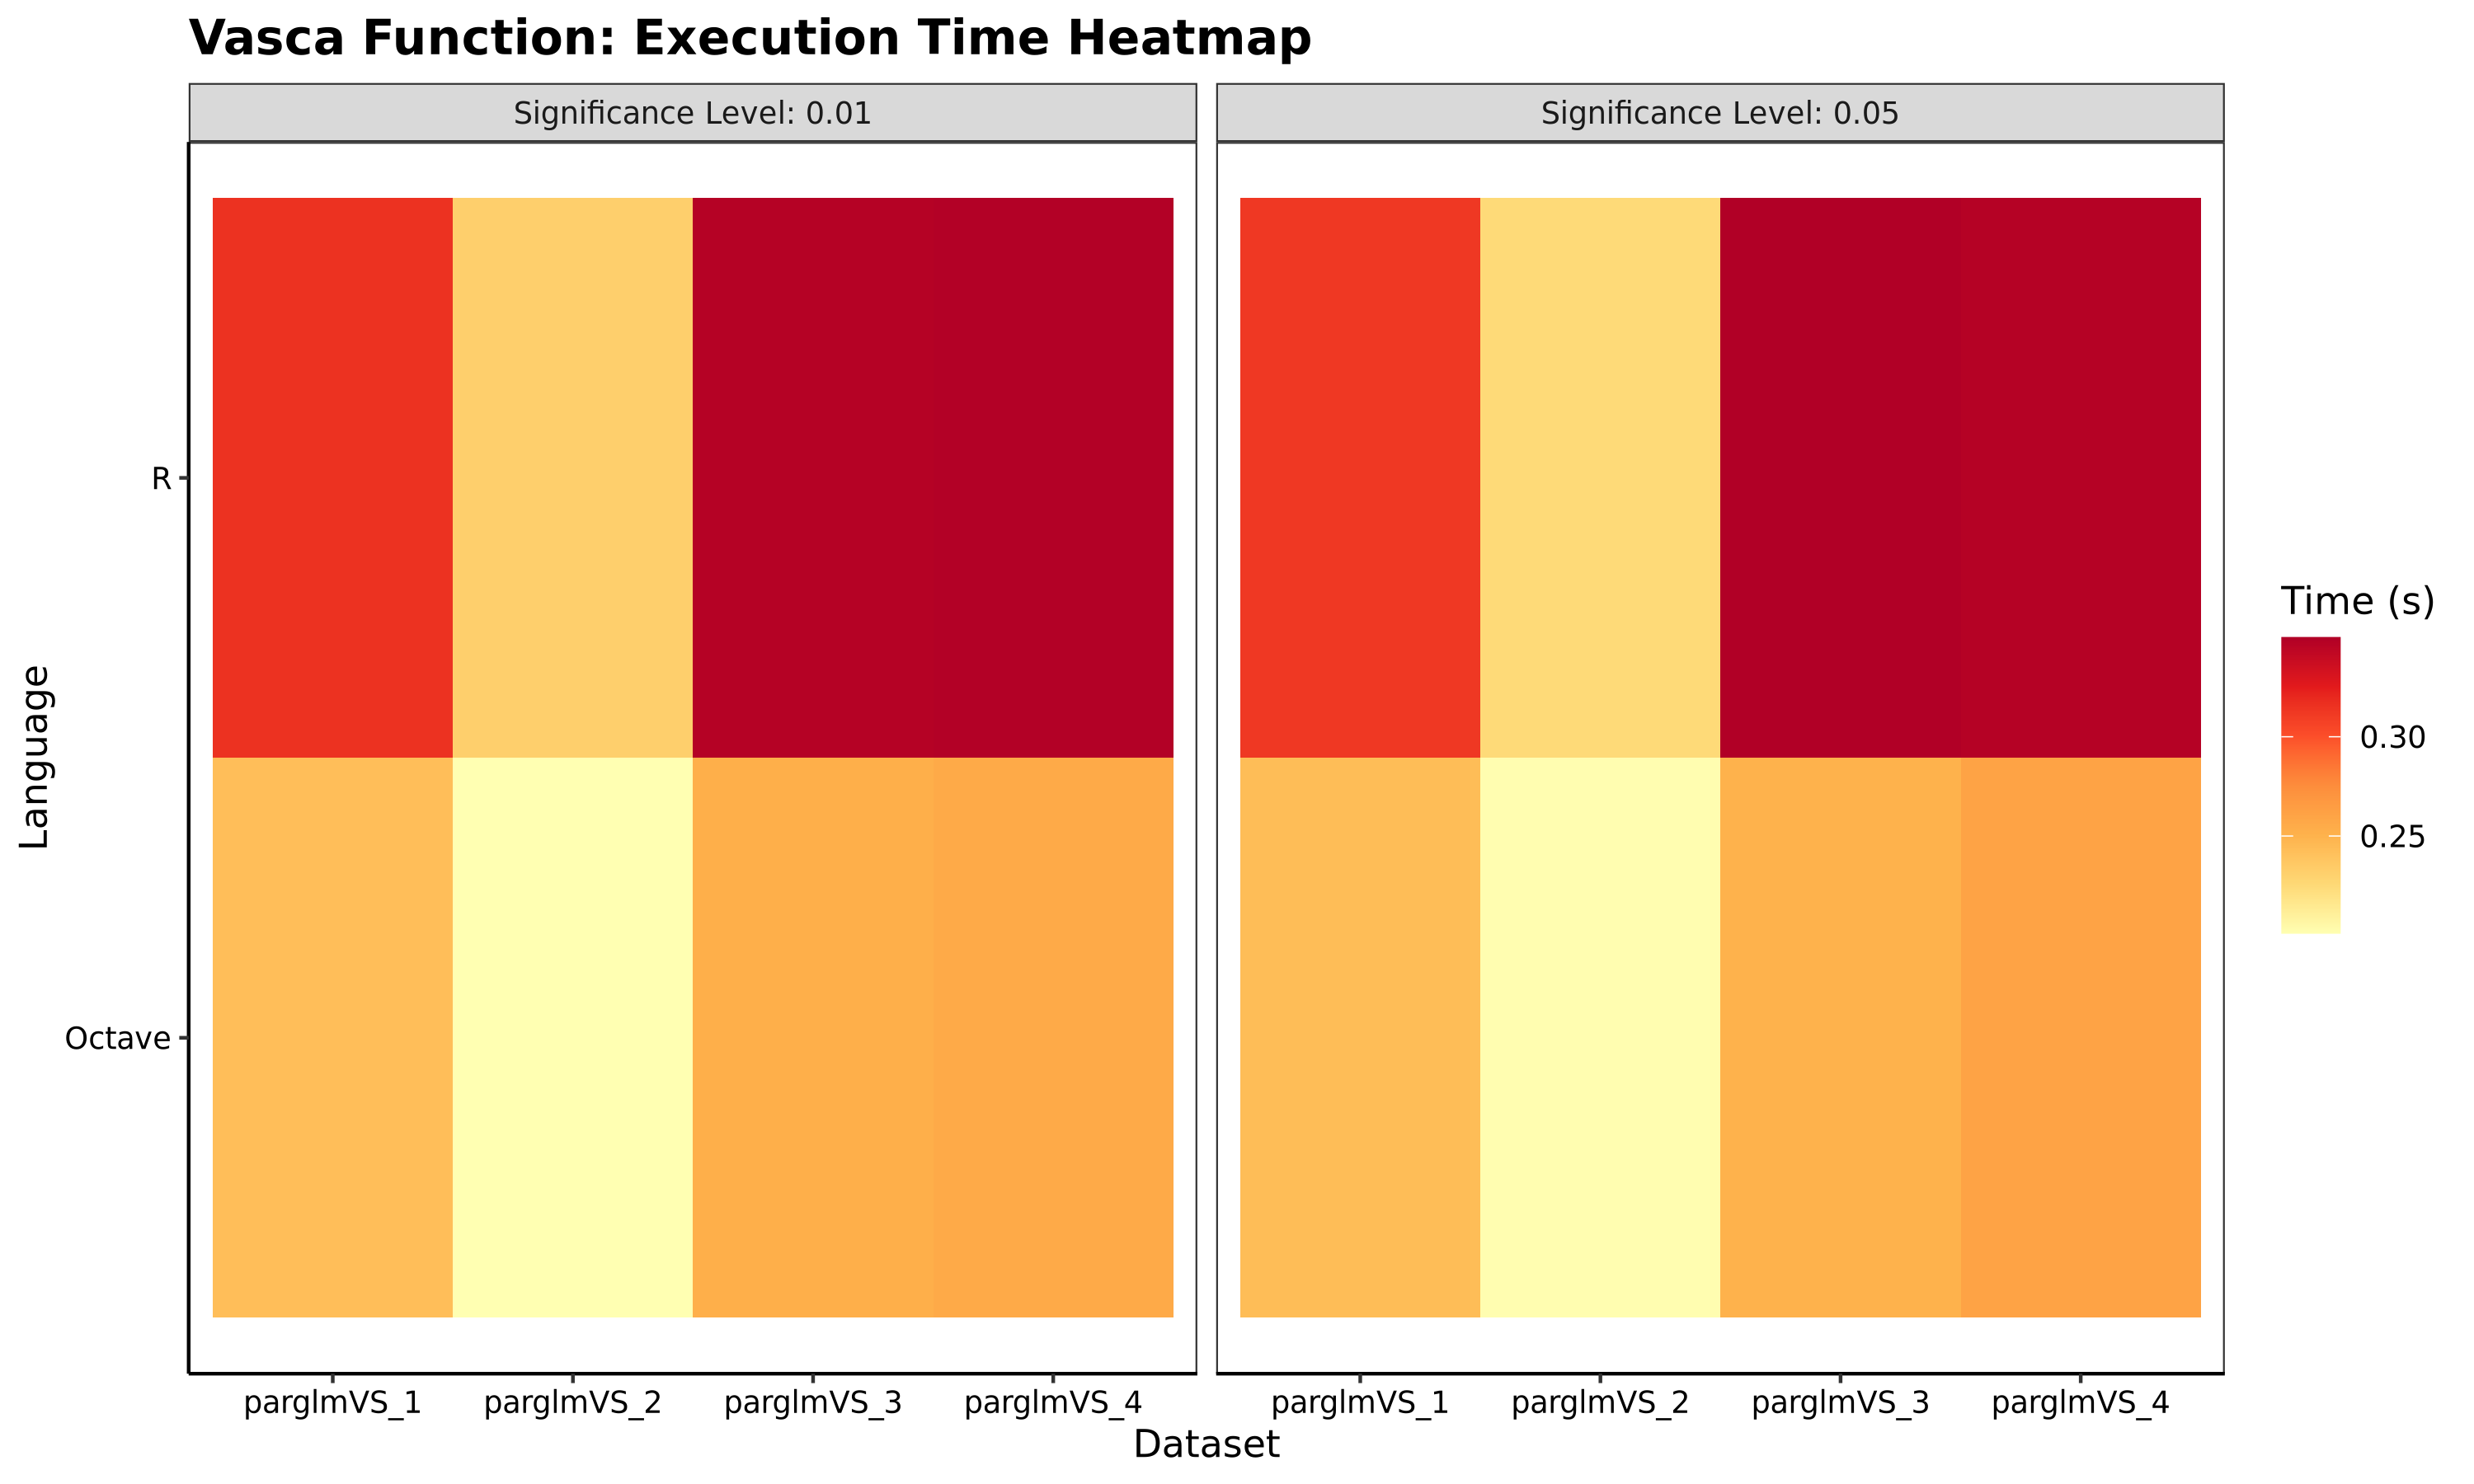 Vasca Function: Execution Time Heatmap
Significance Level: 0.01
Significance Level: 0.05
Language
R
Octave
Time (s)
0.30
0.25
parglmVS_1 parglmVS_2 parglmVS_3 parglmVS_4 parglmVS_1 parglmVS_2 parglmVS_3 parglmVS_4
Dataset